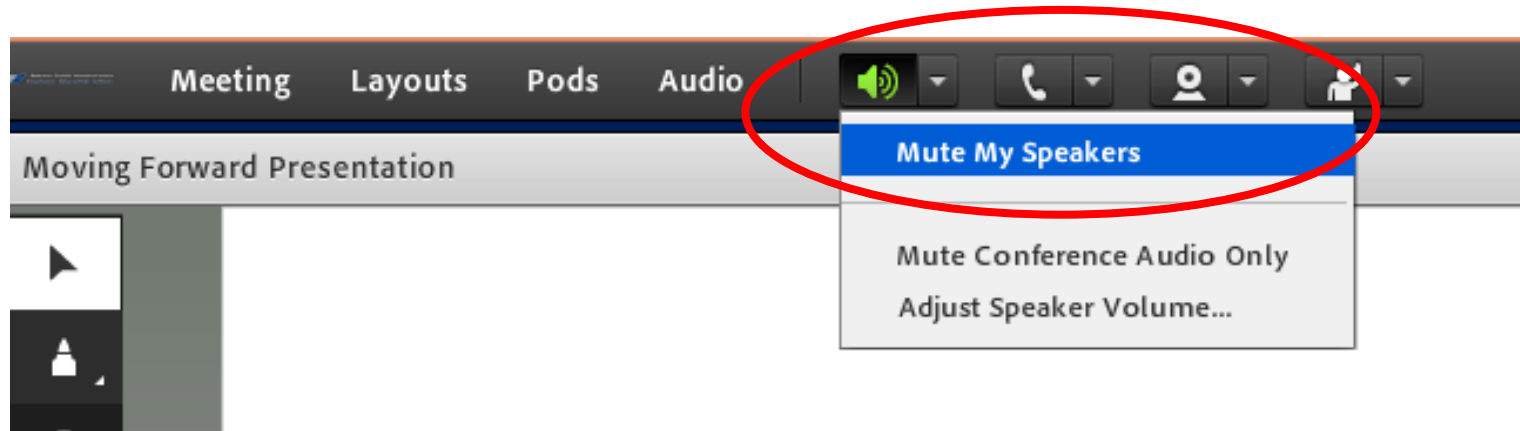 Meeting Layouts Pods Audio
Moving Forward Presentation
Mute My Speakers
Mute Conference Audio Only
Adjust Speaker Volume...